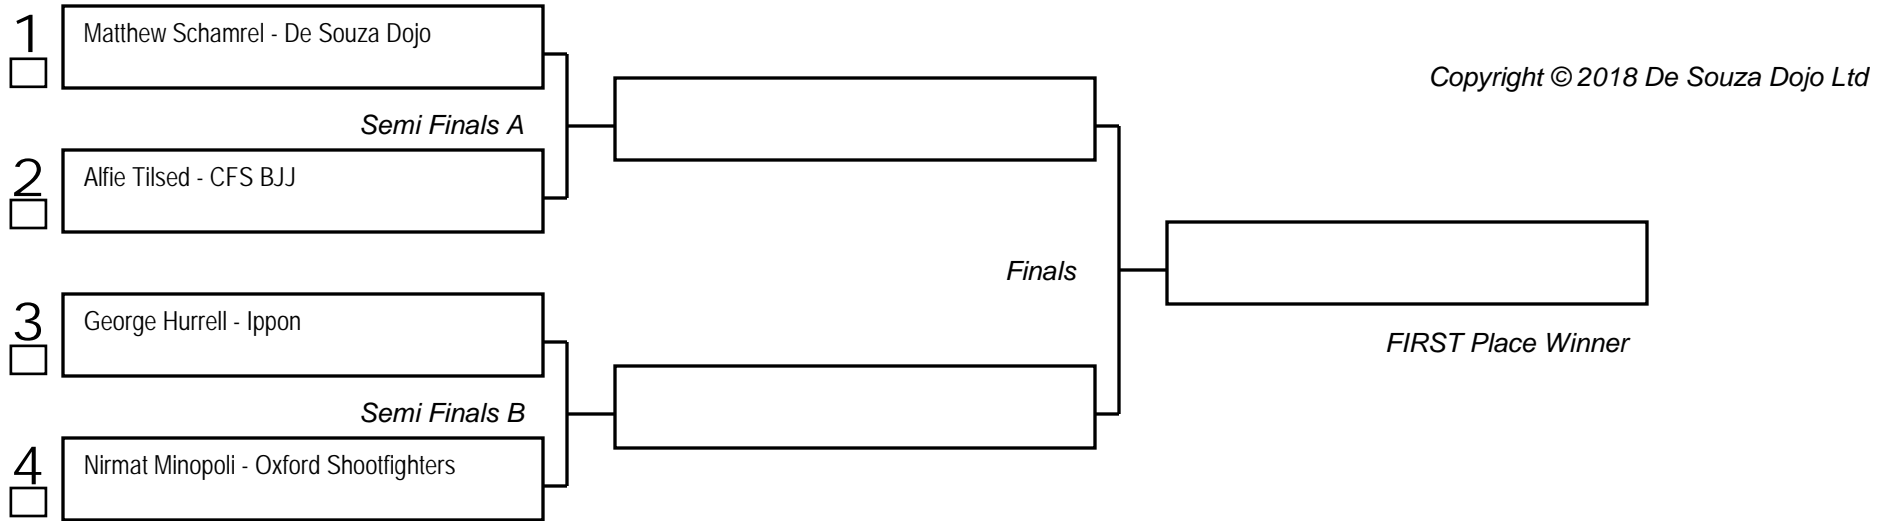 1
Matthew Schamrel - De Souza Dojo
Copyright © 2018 De Souza Dojo Ltd
Semi Finals A
2
Alfie Tilsed - CFS BJJ
Finals
3
George Hurrell - Ippon
FIRST Place Winner
Semi Finals B
4
Nirmat Minopoli - Oxford Shootfighters